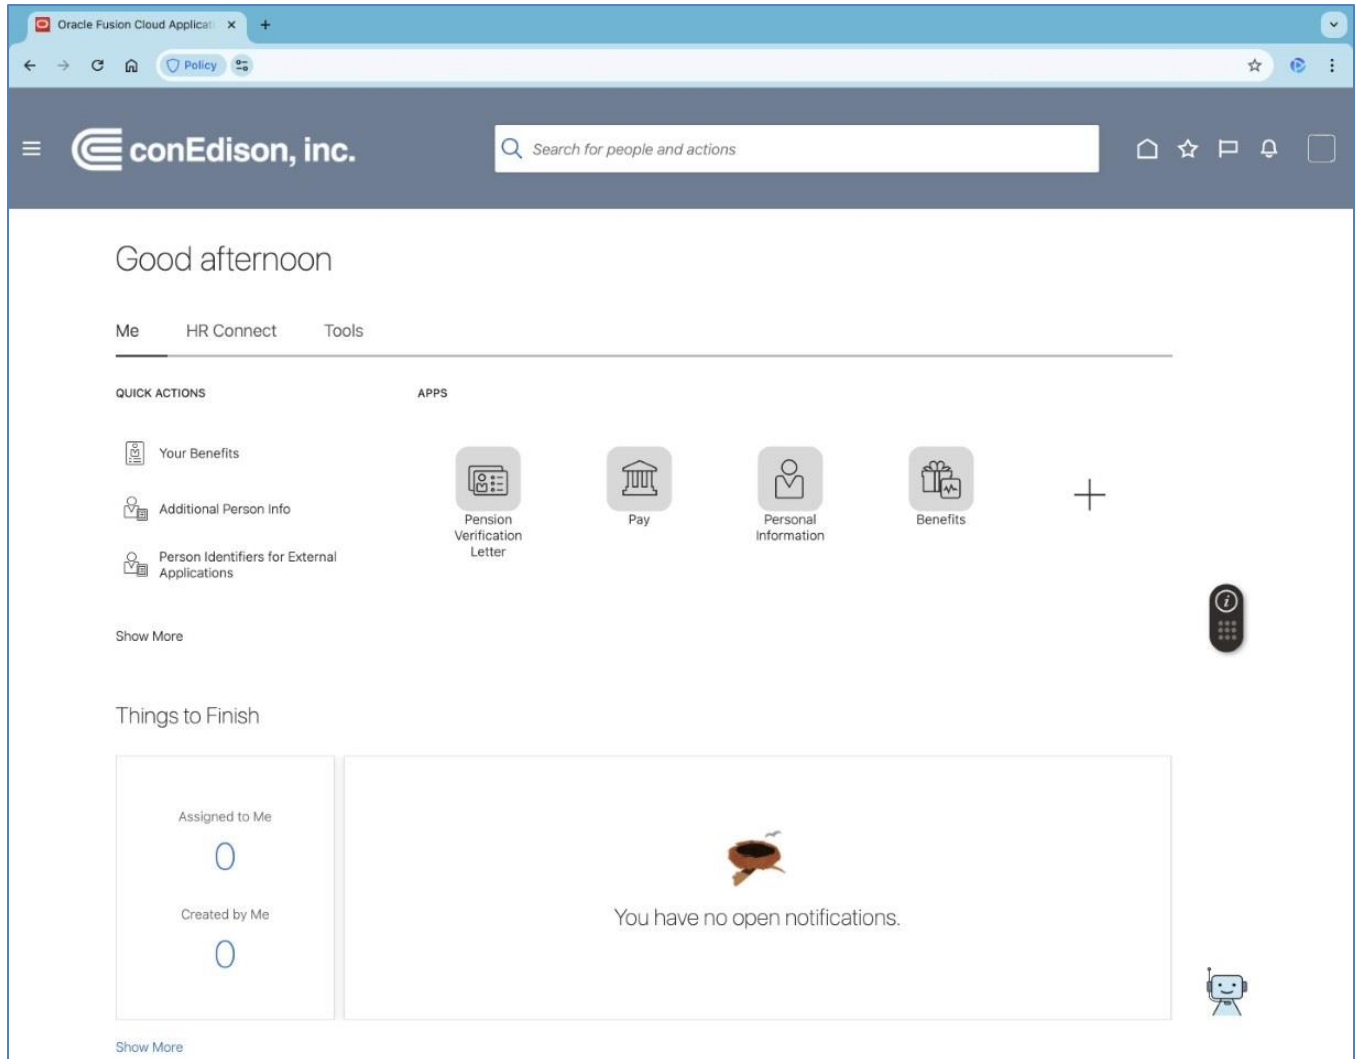 Oracle Fusion Cloud Applicati
Policy
conEdison, inc.
Search for people and actions
Good afternoon
Me HR Connect Tools
QUICK ACTIONS
APPS
Your Benefits
Additional Person Info
Person Identifiers for External
Applications
Show More
Pension
Verification
Letter
Pay
Personal
Information
Benefits
Things to Finish
Assigned to Me
0
Created by Me
0
You have no open notifications.
Show More